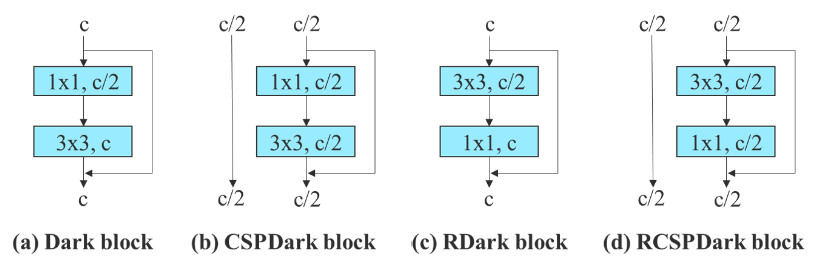 c c/2 c/2 c c/2 c/2
1x1, c/2 1x1, c/2 3x3, c/2 3x3, c/2
3x3, c 3x3, c/2 1x1, c 1x1, c/2
c c/2 c/2 c c/2 c/2
(a) Dark block (b) CSPDark block (c) RDark block (d) RCSPDark block